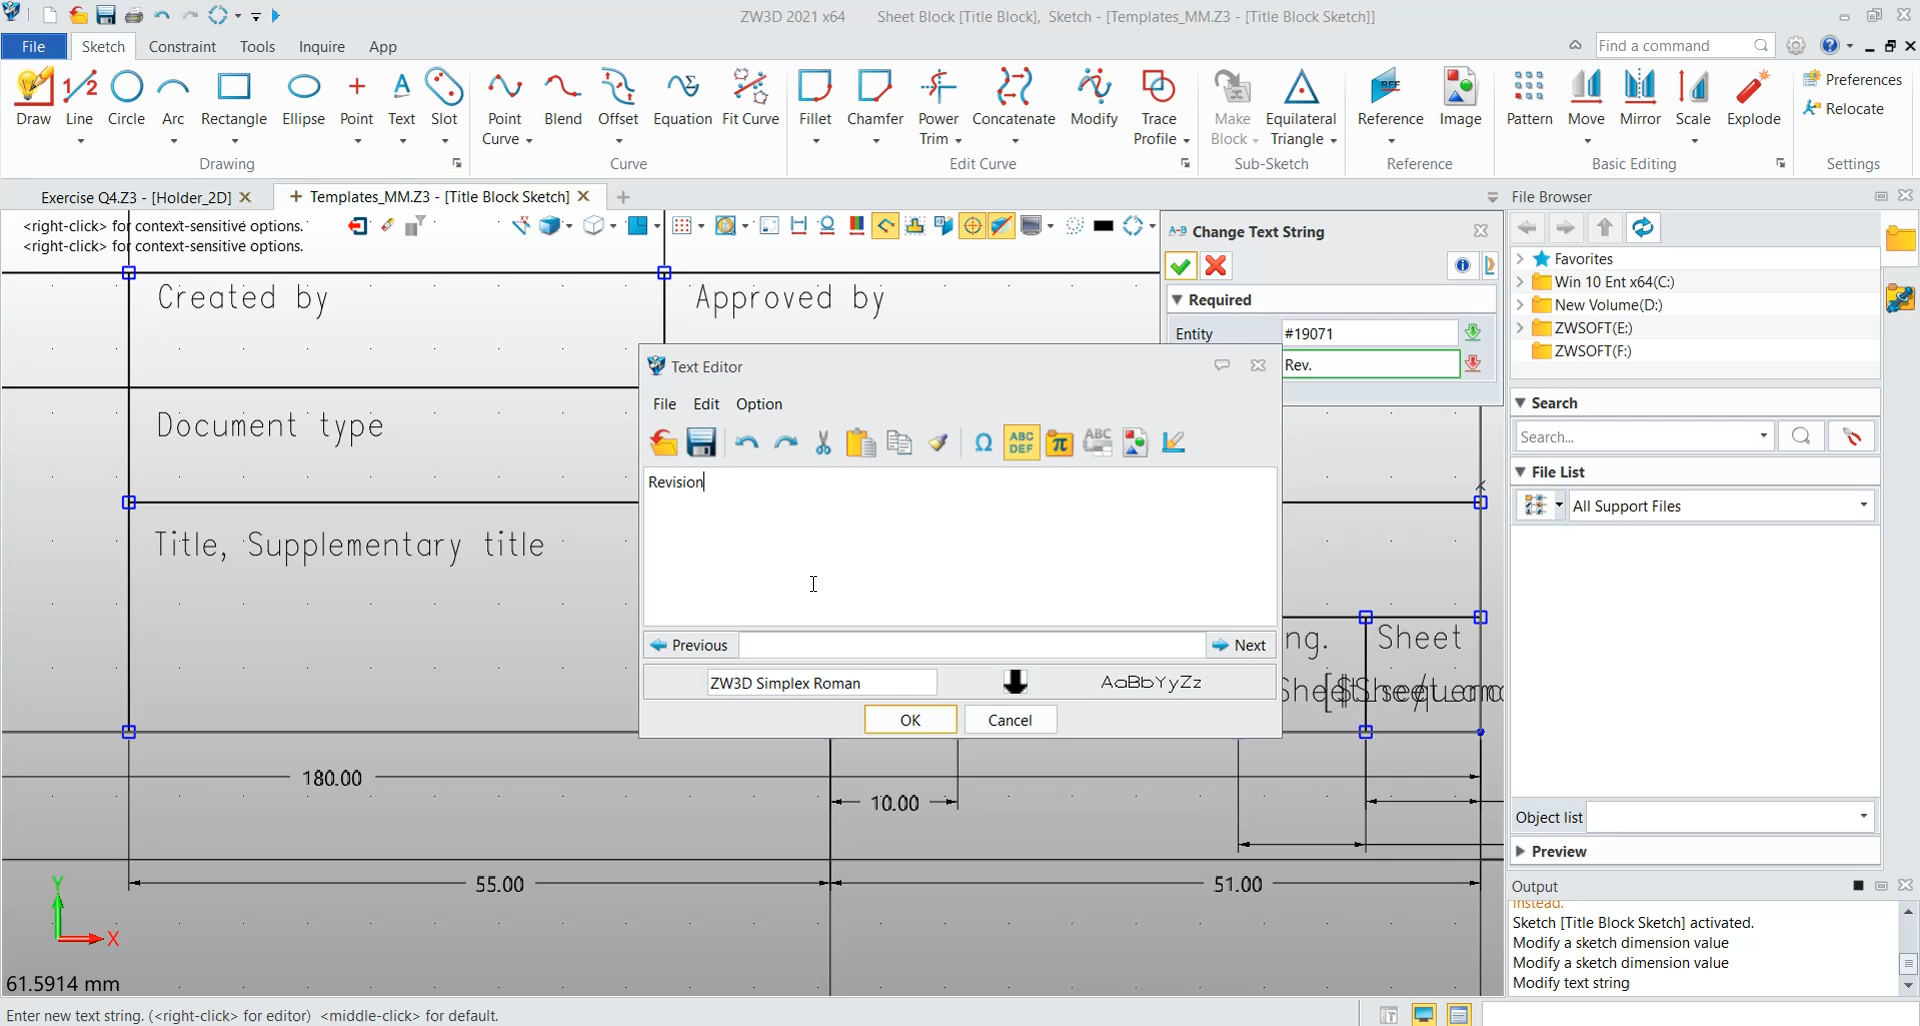 ZW3D 2021 x64 Sheet Block [Title Block], Sketch - [Templates_MM.Z3 - [Title Block Sketch]]
File Sketch Constraint Tools Inquire App Find a command
Draw Line Circle Arc Rectangle Ellipse Point Text Slot Point Curve Blend Offset Equation Fit Curve Fillet Chamfer Power Trim Concatenate Modify Trace Profile Make Block Equilateral Triangle Reference Image Pattern Move Mirror Scale Explode Preferences Relocate
Drawing Curve Edit Curve Sub-Sketch Reference Basic Editing Settings
Exercise Q4.Z3 - [Holder_2D] Templates_MM.Z3 - [Title Block Sketch] File Browser
<right-click> for context-sensitive options.
<right-click> for context-sensitive options.
A-B Change Text String
Required
Entity #19071
Rev.
Favorites
Win 10 Ent x64(C:)
New Volume(D:)
ZWSOFT(E:)
ZWSOFT(F:)
Search
Search...
File List
All Support Files
Object list
Preview
Created by Approved by
Document type
Title, Supplementary title
Text Editor
File Edit Option
ABC DEF ABC
Revision
Previous Next
ZW3D Simplex Roman AaBbYyZz
OK Cancel
ng. Sheet
180.00
10.00
55.00 51.00
Y
X
61.5914 mm
Output
instead.
Sketch [Title Block Sketch] activated.
Modify a sketch dimension value
Modify a sketch dimension value
Modify text string
Enter new text string. (<right-click> for editor) <middle-click> for default.